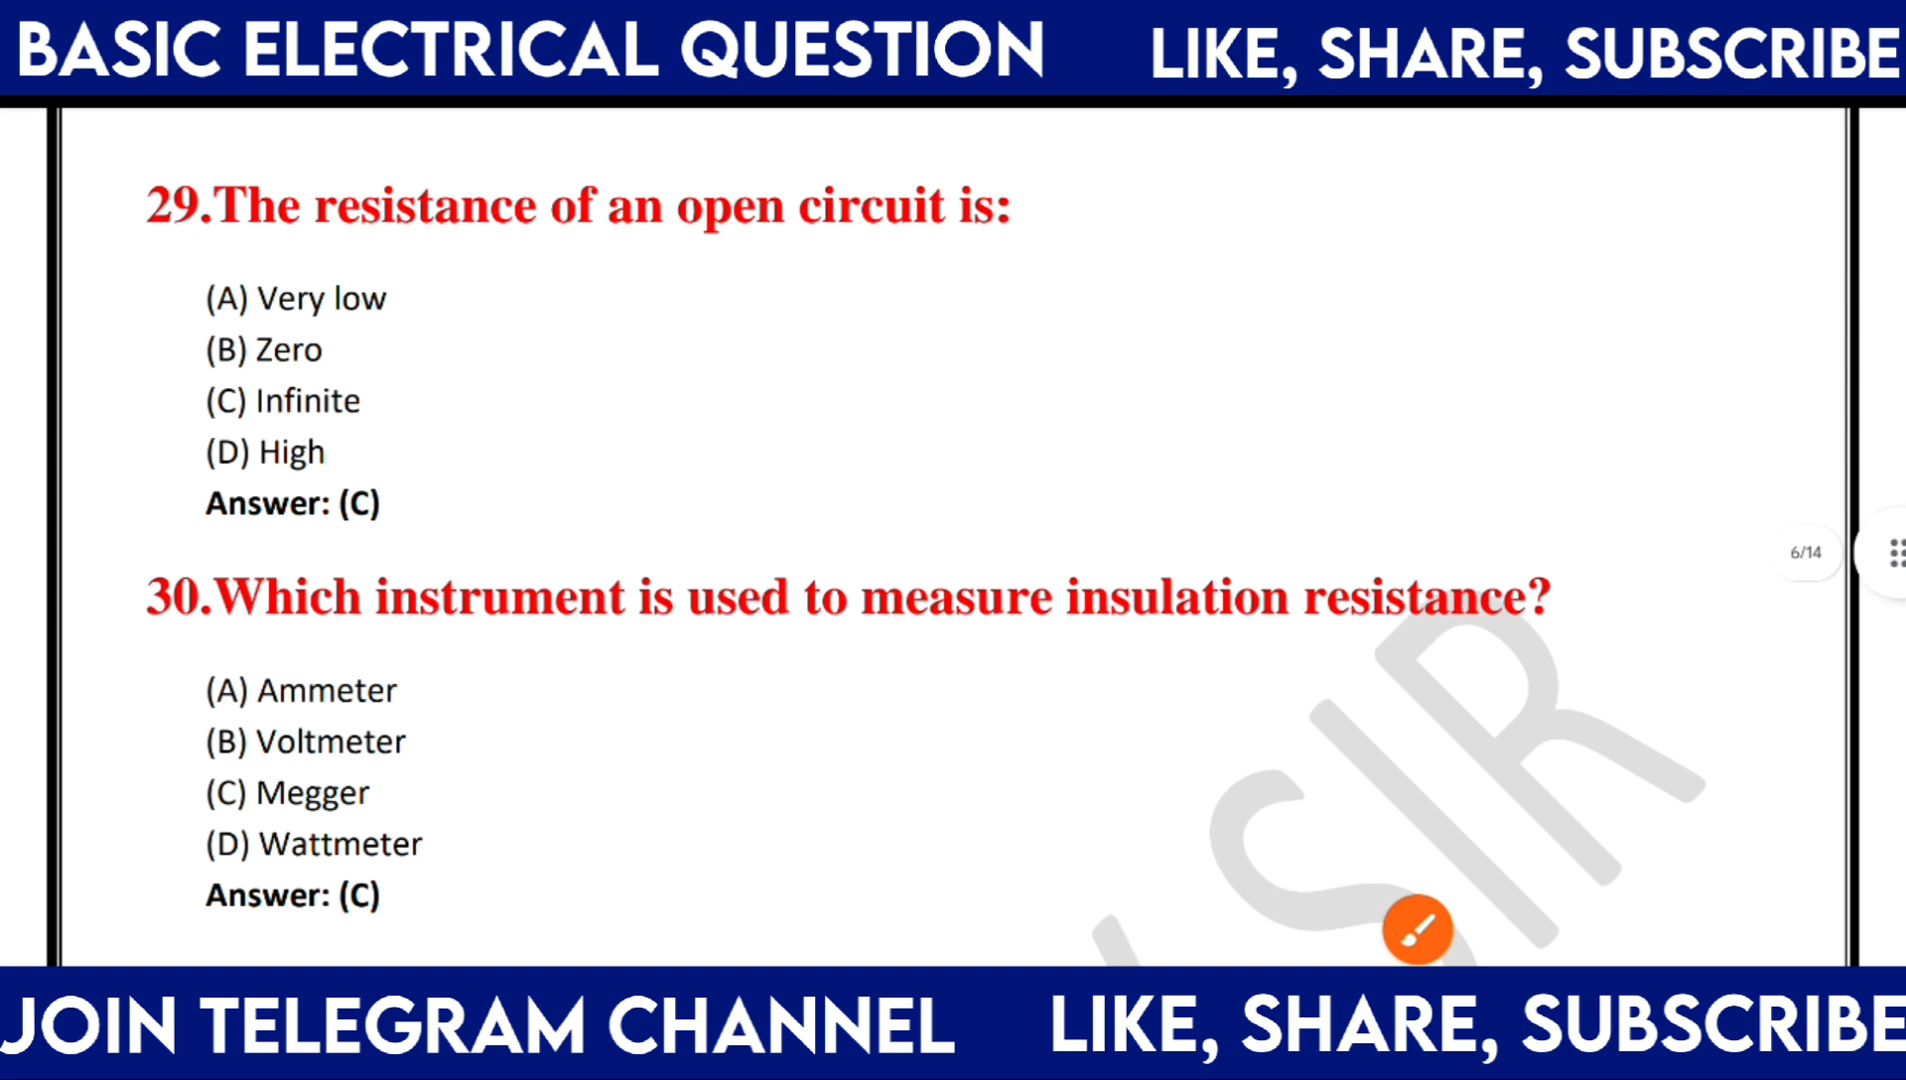 BASIC ELECTRICAL QUESTION LIKE, SHARE, SUBSCRIBE
29.The resistance of an open circuit is:
(A) Very low
(B) Zero
(C) Infinite
(D) High
Answer: (C)
6/14
30.Which instrument is used to measure insulation resistance?
(A) Ammeter
(B) Voltmeter
(C) Megger
(D) Wattmeter
Answer: (C)
SIR
JOIN TELEGRAM CHANNEL LIKE, SHARE, SUBSCRIBE